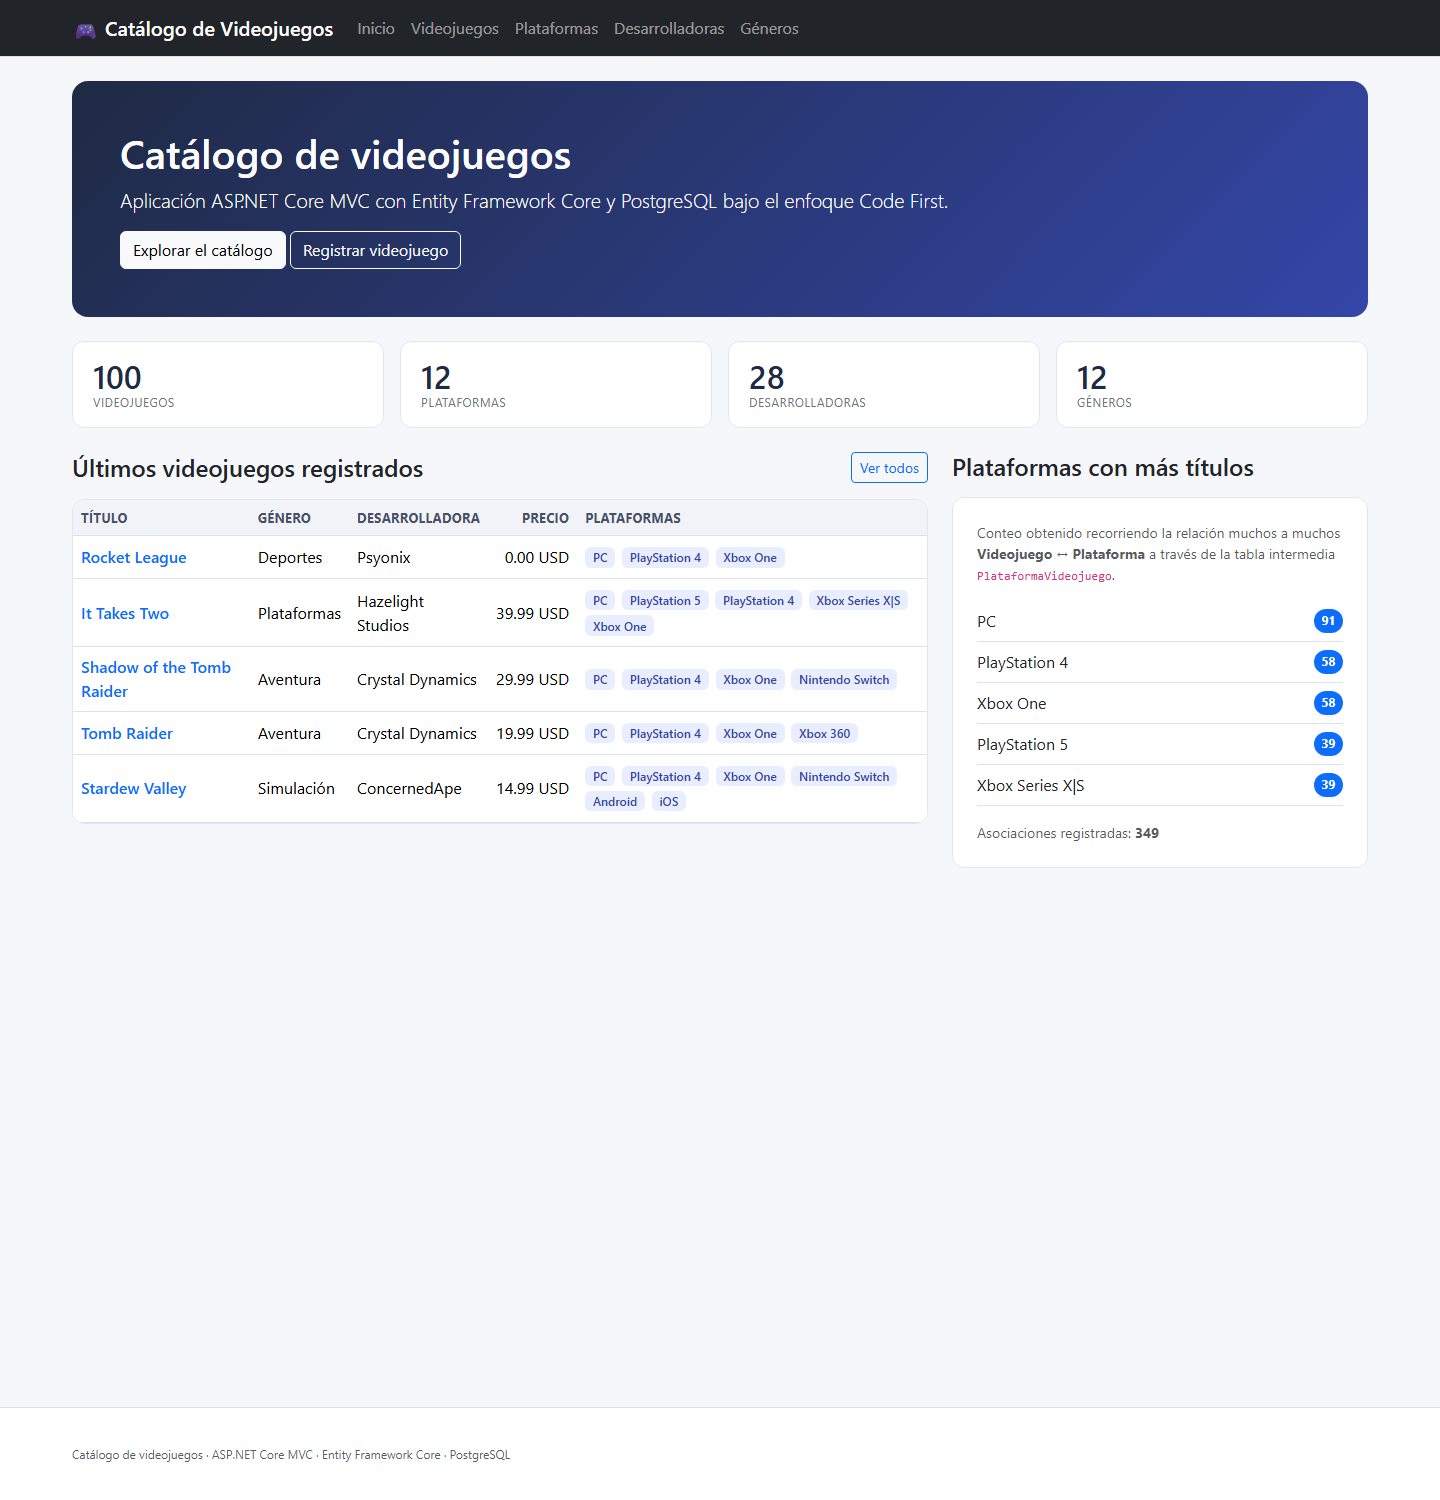 Catálogo de Videojuegos Inicio Videojuegos Plataformas Desarrolladoras Géneros
Catálogo de videojuegos
Aplicación ASP.NET Core MVC con Entity Framework Core y PostgreSQL bajo el enfoque Code First.
Explorar el catálogo Registrar videojuego
100
VIDEOJUEGOS
12
PLATAFORMAS
28
DESARROLLADORAS
12
GÉNEROS
Últimos videojuegos registrados Ver todos
TÍTULO GÉNERO DESARROLLADORA PRECIO PLATAFORMAS
Rocket League Deportes Psyonix 0.00 USD PC PlayStation 4 Xbox One
It Takes Two Plataformas Hazelight Studios 39.99 USD PC PlayStation 5 PlayStation 4 Xbox Series X|S
Xbox One
Shadow of the Tomb
Raider Aventura Crystal Dynamics 29.99 USD PC PlayStation 4 Xbox One Nintendo Switch
Tomb Raider Aventura Crystal Dynamics 19.99 USD PC PlayStation 4 Xbox One Xbox 360
Stardew Valley Simulación ConcernedApe 14.99 USD PC PlayStation 4 Xbox One Nintendo Switch
Android iOS
Plataformas con más títulos
Conteo obtenido recorriendo la relación muchos a muchos
Videojuego ↔ Plataforma a través de la tabla intermedia
PlataformaVideojuego.
PC 91
PlayStation 4 58
Xbox One 58
PlayStation 5 39
Xbox Series X|S 39
Asociaciones registradas: 349
Catálogo de videojuegos · ASP.NET Core MVC · Entity Framework Core · PostgreSQL